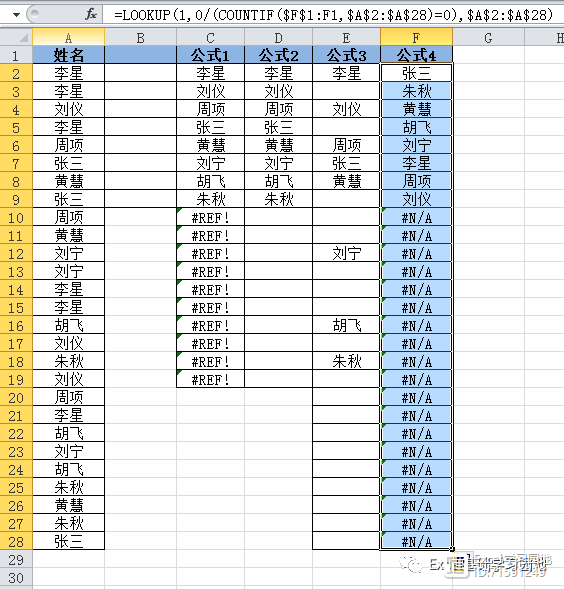 fx =LOOKUP(1,0/(COUNTIF($F$1:F1,$A$2:$A$28)=0),$A$2:$A$28)
A B C D E F G H
1 姓名 公式1 公式2 公式3 公式4
2 李星 李星 李星 李星 张三
3 李星 刘仪 刘仪 朱秋
4 刘仪 周项 周项 刘仪 黄慧
5 李星 张三 张三 胡飞
6 周项 黄慧 黄慧 周项 刘宁
7 张三 刘宁 刘宁 张三 李星
8 黄慧 胡飞 胡飞 黄慧 周项
9 张三 朱秋 朱秋 刘仪
10 周项 #REF! #N/A
11 黄慧 #REF! #N/A
12 刘宁 #REF! 刘宁 #N/A
13 刘宁 #REF! #N/A
14 李星 #REF! #N/A
15 李星 #REF! #N/A
16 胡飞 #REF! 胡飞 #N/A
17 刘仪 #REF! #N/A
18 朱秋 #REF! 朱秋 #N/A
19 刘仪 #REF! #N/A
20 周项 #N/A
21 李星 #N/A
22 胡飞 #N/A
23 刘宁 #N/A
24 胡飞 #N/A
25 朱秋 #N/A
26 黄慧 #N/A
27 朱秋 #N/A
28 张三 #N/A
29
30
ID:71591249